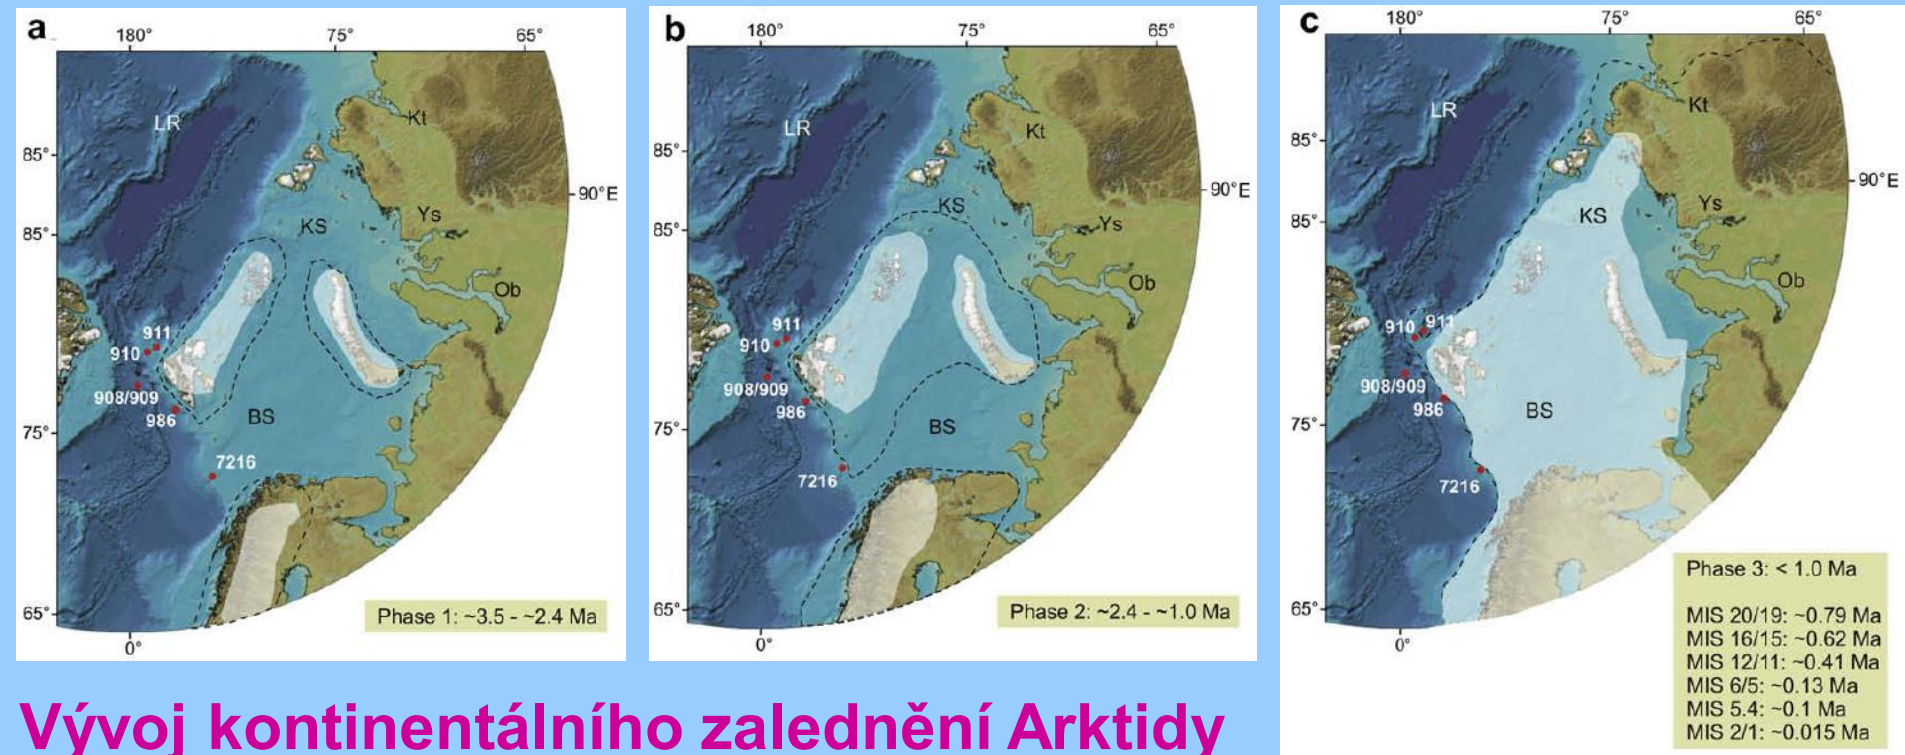 a
180° 75° 65°
LR
Kt
85°
90°E
Ys
KS
85°
Ob
911
910
908/909
986
BS
75°
7216
65°
Phase 1: ~3.5 - ~2.4 Ma
0°
b
180° 75° 65°
LR
Kt
85°
90°E
KS
Ys
85°
Ob
911
910
908/909
986
BS
75°
7216
65°
Phase 2: ~2.4 - ~1.0 Ma
0°
c
180° 75° 65°
LR
Kt
85°
90°E
Ys
KS
85°
Ob
910 911
908/909
986
BS
75°
7216
65°
0°
Phase 3: < 1.0 Ma
MIS 20/19: ~0.79 Ma
MIS 16/15: ~0.62 Ma
MIS 12/11: ~0.41 Ma
MIS 6/5: ~0.13 Ma
MIS 5.4: ~0.1 Ma
MIS 2/1: ~0.015 Ma
Vývoj kontinentálního zalednění Arktidy